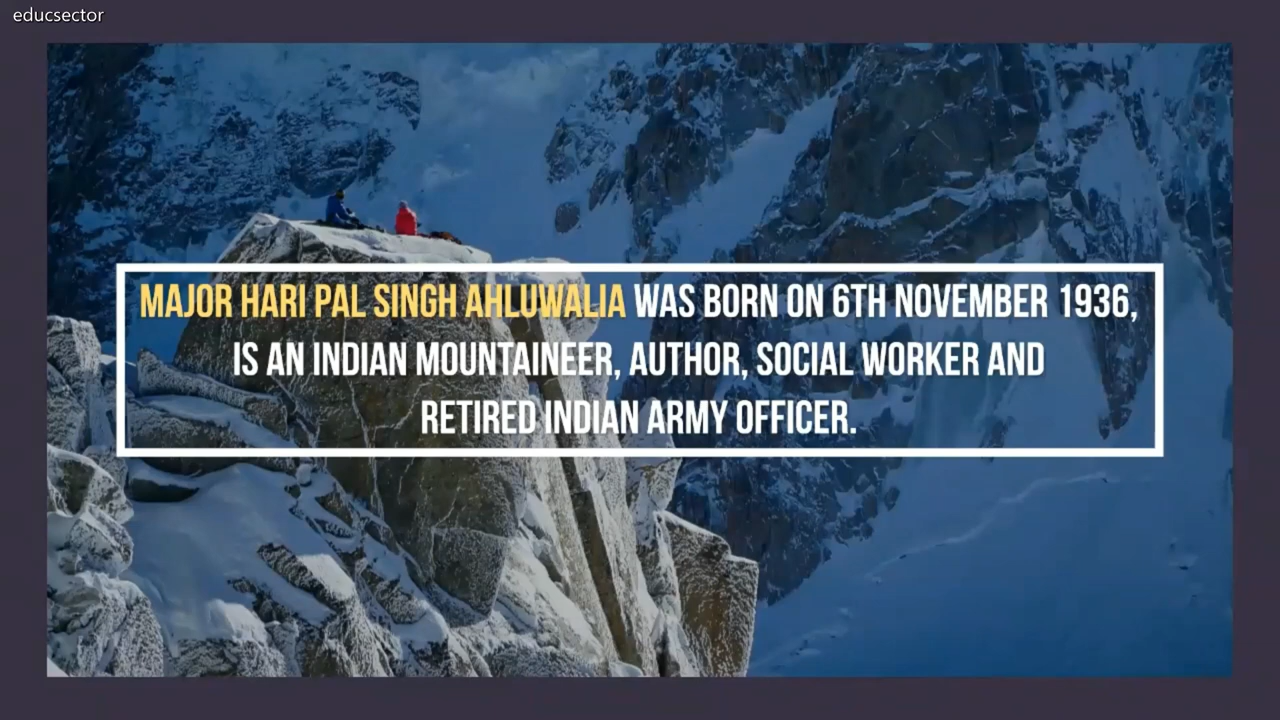 educsector
MAJOR HARI PAL SINGH AHLUWALIA WAS BORN ON 6TH NOVEMBER 1936,
IS AN INDIAN MOUNTAINEER, AUTHOR, SOCIAL WORKER AND
RETIRED INDIAN ARMY OFFICER.